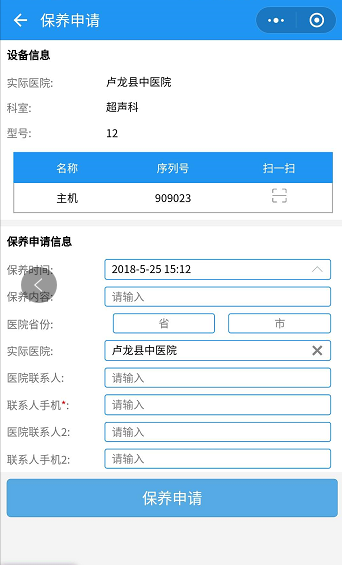 保养申请
设备信息
实际医院: 卢龙县中医院
科室: 超声科
型号: 12
名称 序列号 扫一扫
主机 909023
保养申请信息
保养时间: 2018-5-25 15:12
保养内容: 请输入
医院省份: 省 市
实际医院: 卢龙县中医院
医院联系人: 请输入
联系人手机*: 请输入
医院联系人2: 请输入
联系人手机2: 请输入
保养申请